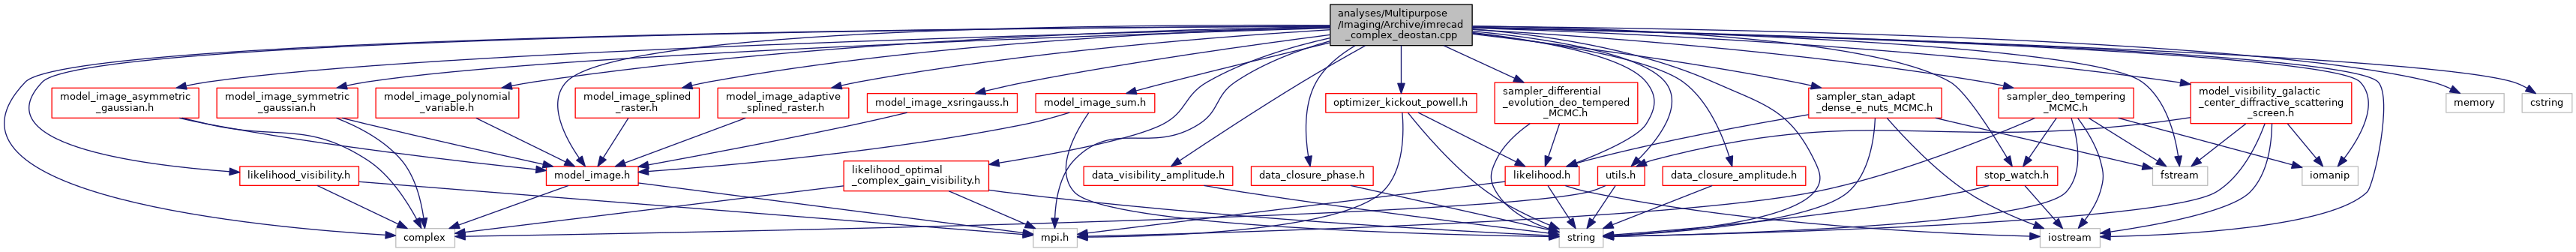 analyses/Multipurpose
/Imaging/Archive/imrecad
_complex_deostan.cpp
model_image_asymmetric
_gaussian.h
model_image_symmetric
_gaussian.h
model_image_polynomial
_variable.h
model_image_splined
_raster.h
model_image_adaptive
_splined_raster.h
model_image_xsringauss.h
model_image_sum.h
optimizer_kickout_powell.h
sampler_differential
_evolution_deo_tempered
_MCMC.h
sampler_stan_adapt
_dense_e_nuts_MCMC.h
sampler_deo_tempering
_MCMC.h
model_visibility_galactic
_center_diffractive_scattering
_screen.h
memory
cstring
likelihood_visibility.h
model_image.h
likelihood_optimal
_complex_gain_visibility.h
data_visibility_amplitude.h
data_closure_phase.h
likelihood.h
utils.h
data_closure_amplitude.h
stop_watch.h
fstream
iomanip
complex
mpi.h
string
iostream